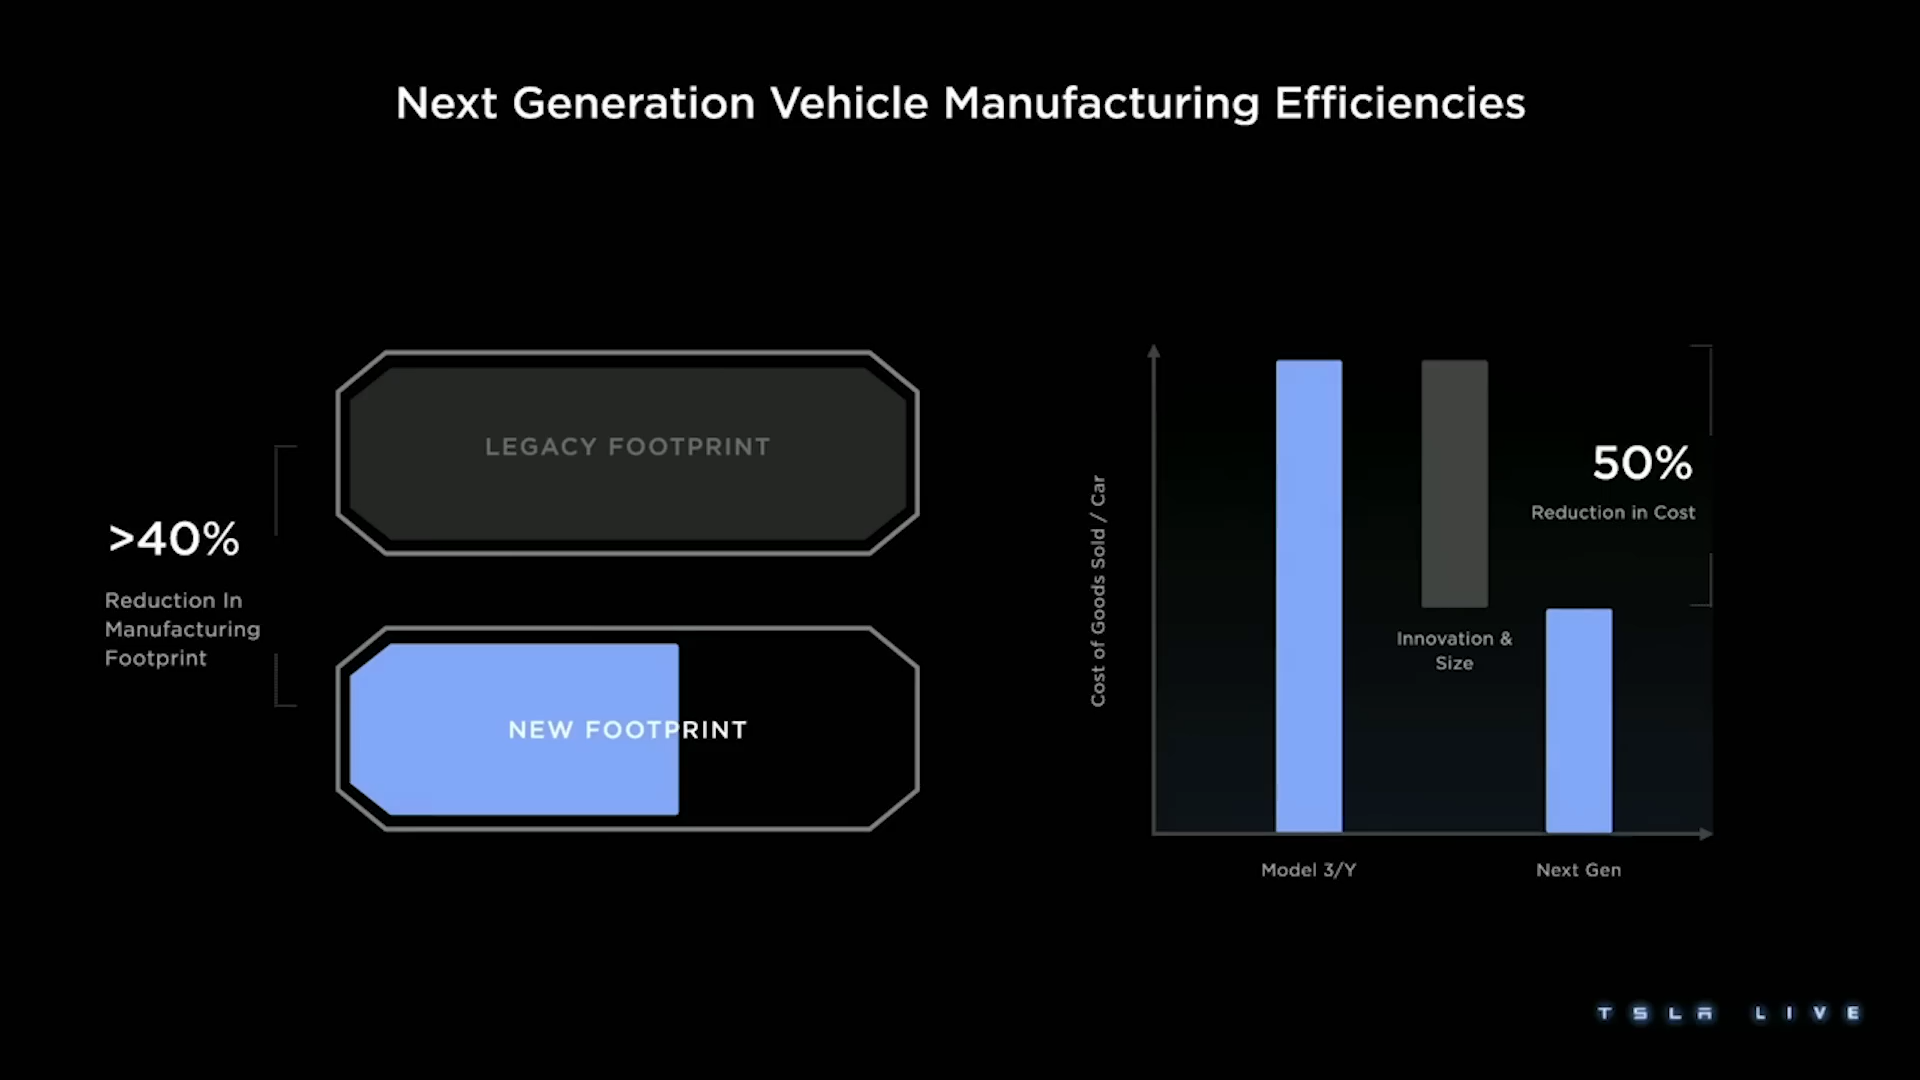 Next Generation Vehicle Manufacturing Efficiencies
>40%
Reduction In
Manufacturing
Footprint
LEGACY FOOTPRINT
NEW FOOTPRINT
Cost of Goods Sold / Car
50%
Reduction in Cost
Innovation &
Size
Model 3/Y
Next Gen
TSLA LIVE